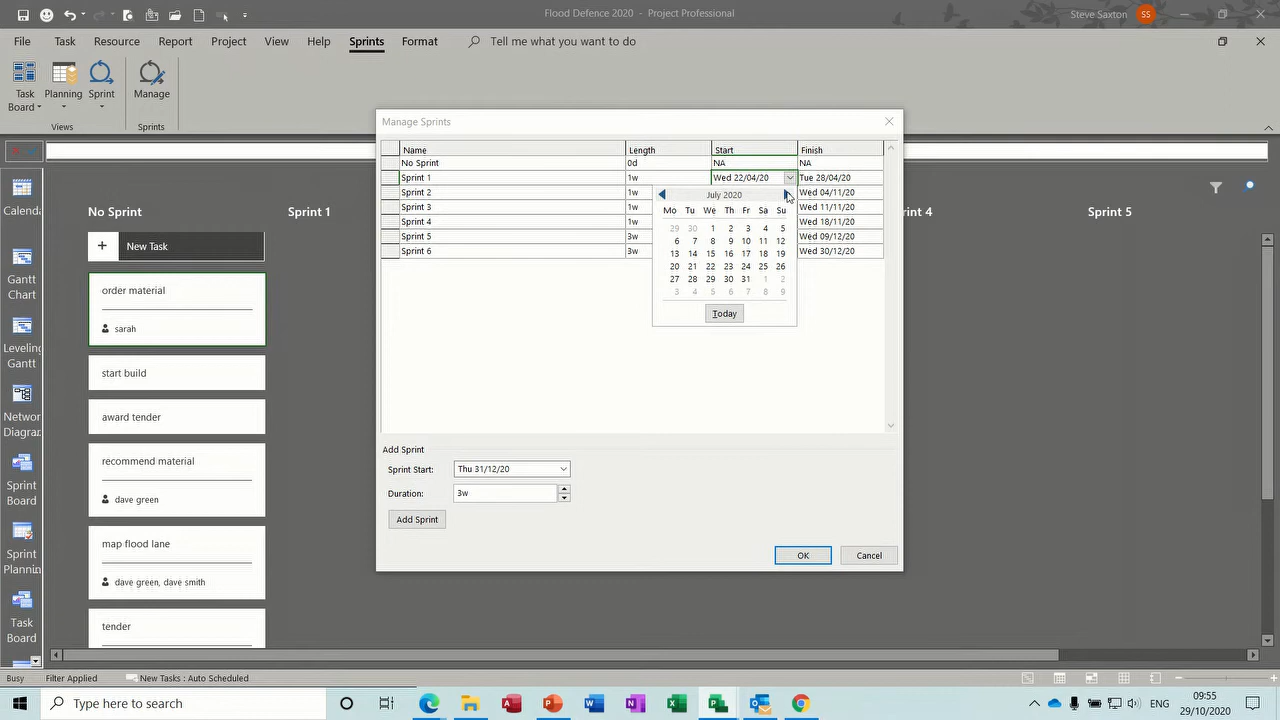 Flood Defence 2020 - Project Professional
Steve Saxton
SS
File Task Resource Report Project View Help Sprints Format Tell me what you want to do
Task Board
Planning
Sprint
Manage
Views
Sprints
Manage Sprints
Name Length Start Finish
No Sprint 0d NA NA
Sprint 1 1w Wed 22/04/20 Tue 28/04/20
Sprint 2 1w Wed 04/11/20
Sprint 3 1w Wed 11/11/20
Sprint 4 1w Wed 18/11/20
Sprint 5 3w Wed 09/12/20
Sprint 6 3w Wed 30/12/20
July 2020
Mo Tu We Th Fr Sa Su
29 30 1 2 3 4 5
6 7 8 9 10 11 12
13 14 15 16 17 18 19
20 21 22 23 24 25 26
27 28 29 30 31 1 2
3 4 5 6 7 8 9
Today
Add Sprint
Sprint Start: Thu 31/12/20
Duration: 3w
Add Sprint
OK Cancel
Calenda
Gantt
Chart
Leveling
Gantt
Network
Diagra
Sprint
Board
Sprint
Plannin
Task
Board
No Sprint
Sprint 1
4
Sprint 5
+ New Task
order material
sarah
start build
award tender
recommend material
dave green
map flood lane
dave green, dave smith
tender
Busy Filter Applied New Tasks : Auto Scheduled
Type here to search
09:55
29/10/2020